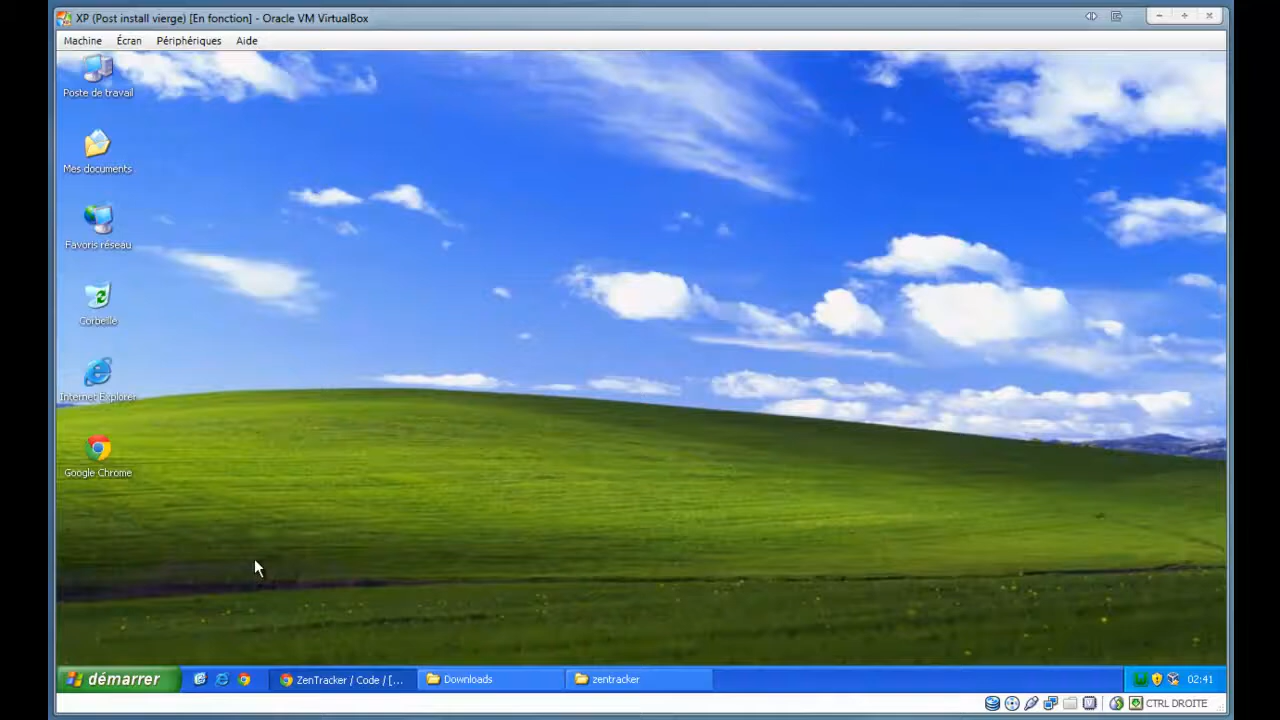 XP (Post install vierge) [En fonction] - Oracle VM VirtualBox
Machine Écran Périphériques Aide
Poste de travail
Mes documents
Favoris réseau
Corbeille
Internet Explorer
Google Chrome
démarrer ZenTracker / Code / [... Downloads zentracker 02:41
CTRL DROITE